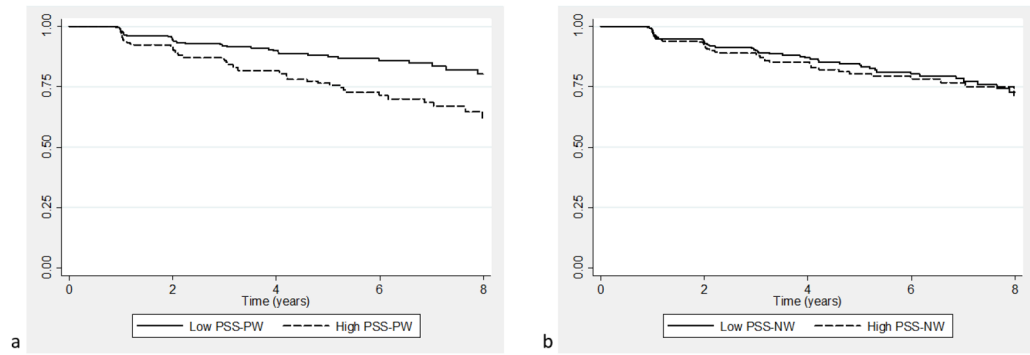 1.00
0.75
0.50
0.25
0.00
0 2 4 6 8
Time (years)
Low PSS-PW High PSS-PW
a
1.00
0.75
0.50
0.25
0.00
0 2 4 6 8
Time (years)
Low PSS-NW High PSS-NW
b